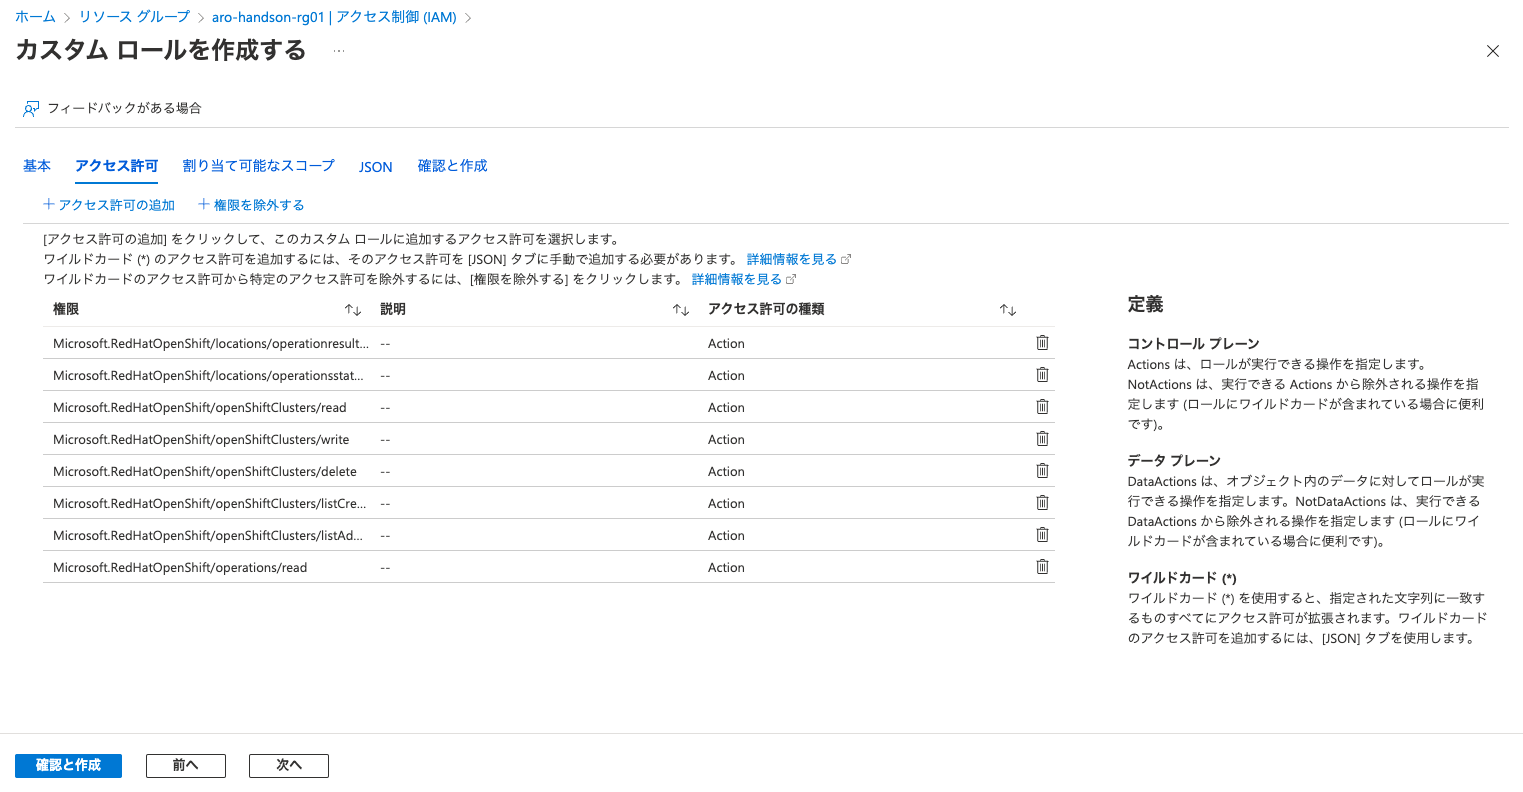 ホーム > リソース グループ > aro-handson-rg01 | アクセス制御 (IAM) >
カスタム ロールを作成する ...
フィードバックがある場合
基本 アクセス許可 割り当て可能なスコープ JSON 確認と作成
+ アクセス許可の追加 + 権限を除外する
[アクセス許可の追加] をクリックして、このカスタム ロールに追加するアクセス許可を選択します。
ワイルドカード (*) のアクセス許可を追加するには、そのアクセス許可を [JSON] タブに手動で追加する必要があります。 詳細情報を見る
ワイルドカードのアクセス許可から特定のアクセス許可を除外するには、[権限を除外する] をクリックします。 詳細情報を見る
権限 ↑↓ 説明 ↑↓ アクセス許可の種類 ↑↓
Microsoft.RedHatOpenShift/locations/operationresult... -- Action
Microsoft.RedHatOpenShift/locations/operationsstat... -- Action
Microsoft.RedHatOpenShift/openShiftClusters/read -- Action
Microsoft.RedHatOpenShift/openShiftClusters/write -- Action
Microsoft.RedHatOpenShift/openShiftClusters/delete -- Action
Microsoft.RedHatOpenShift/openShiftClusters/listCre... -- Action
Microsoft.RedHatOpenShift/openShiftClusters/listAd... -- Action
Microsoft.RedHatOpenShift/operations/read -- Action
定義
コントロール プレーン
Actions は、ロールが実行できる操作を指定します。
NotActions は、実行できる Actions から除外される操作を指
定します (ロールにワイルドカードが含まれている場合に便利
です)。
データ プレーン
DataActions は、オブジェクト内のデータに対してロールが実
行できる操作を指定します。NotDataActions は、実行できる
DataActions から除外される操作を指定します (ロールにワイ
ルドカードが含まれている場合に便利です)。
ワイルドカード (*)
ワイルドカード (*) を使用すると、指定された文字列に一致す
るものすべてにアクセス許可が拡張されます。ワイルドカード
のアクセス許可を追加するには、[JSON] タブを使用します。
確認と作成 前へ 次へ